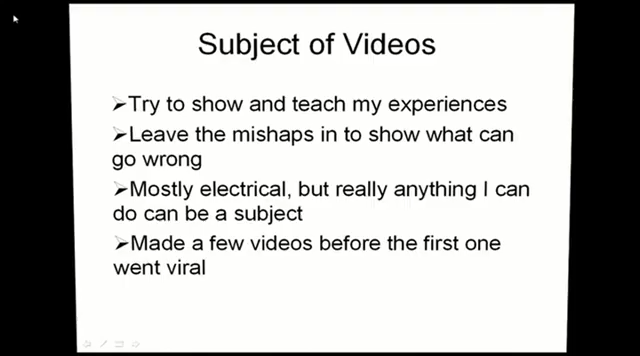 Subject of Videos
➢Try to show and teach my experiences
➢Leave the mishaps in to show what can
go wrong
➢Mostly electrical, but really anything I can
do can be a subject
➢Made a few videos before the first one
went viral